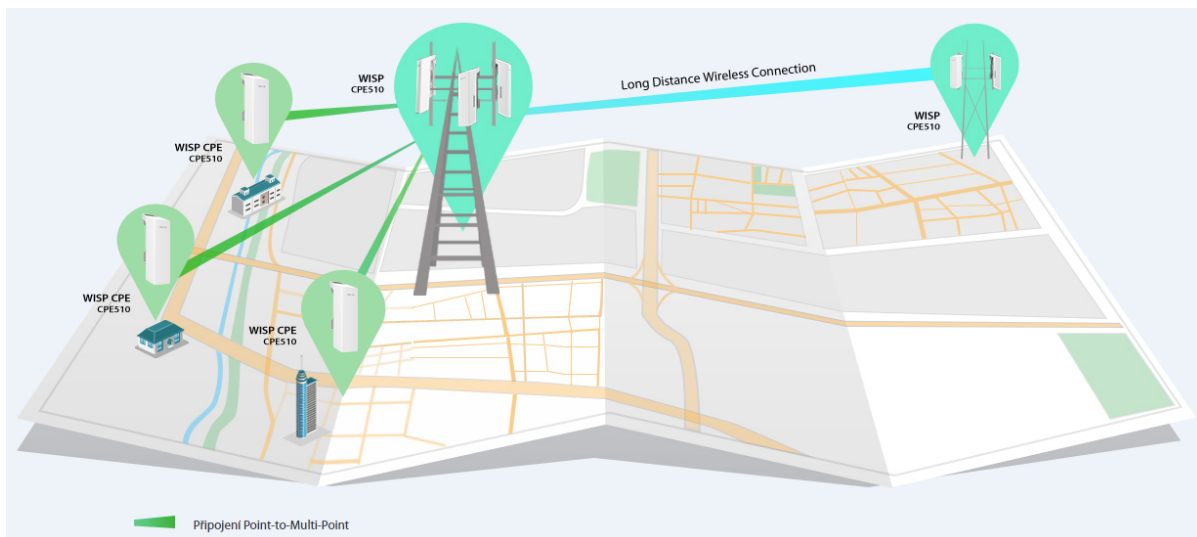 WISP
CPE510
Long Distance Wireless Connection
WISP
CPE510
WISP CPE
CPE510
WISP CPE
CPE510
WISP CPE
CPE510
Připojení Point-to-Multi-Point